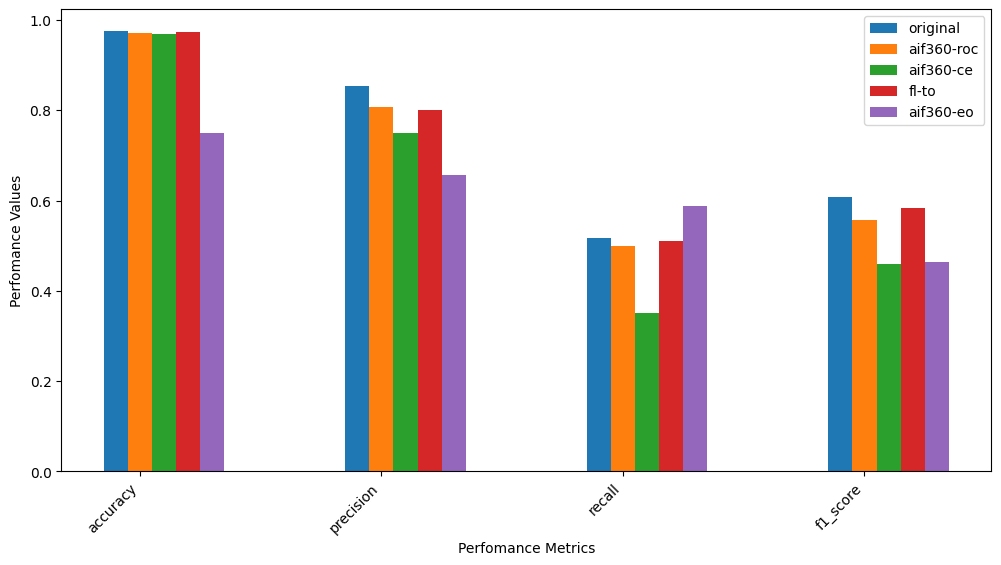 1.0
0.8
0.6
0.4
0.2
0.0
Perfomance Values
accuracy
precision
recall
f1_score
Perfomance Metrics
original
aif360-roc
aif360-ce
fl-to
aif360-eo